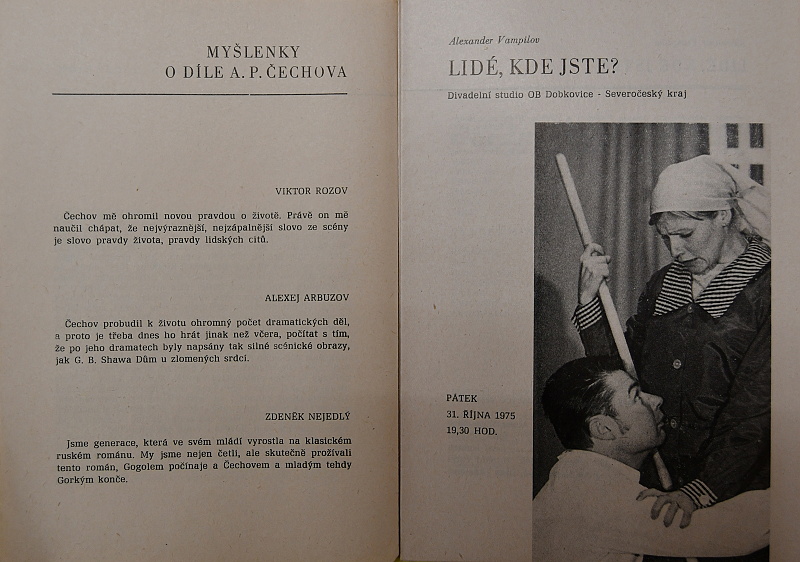 MYŠLENKY
O DÍLE A. P. ČECHOVA
VIKTOR ROZOV
Čechov mě ohromil novou pravdou o životě. Právě on mě
naučil chápat, že nejvýraznější, nejzápalnější slovo ze scény
je slovo pravdy života, pravdy lidských citů.
ALEXEJ ARBUZOV
Čechov probudil k životu ohromný počet dramatických děl,
a proto je třeba dnes ho hrát jinak než včera, počítat s tím,
že po jeho dramatech byly napsány tak silné scénické obrazy,
jak G. B. Shawa Dům u zlomených srdcí.
ZDENĚK NEJEDLÝ
Jsme generace, která ve svém mládí vyrostla na klasickém
ruském románu. My jsme nejen četli, ale skutečně prožívali
tento román, Gogolem počínaje a Čechovem a mladým tehdy
Gorkým konče.
Alexander Vampilov
LIDÉ, KDE JSTE?
Divadelní studio OB Dobkovice - Severočeský kraj
PÁTEK
31. ŘÍJNA 1975
19,30 HOD.